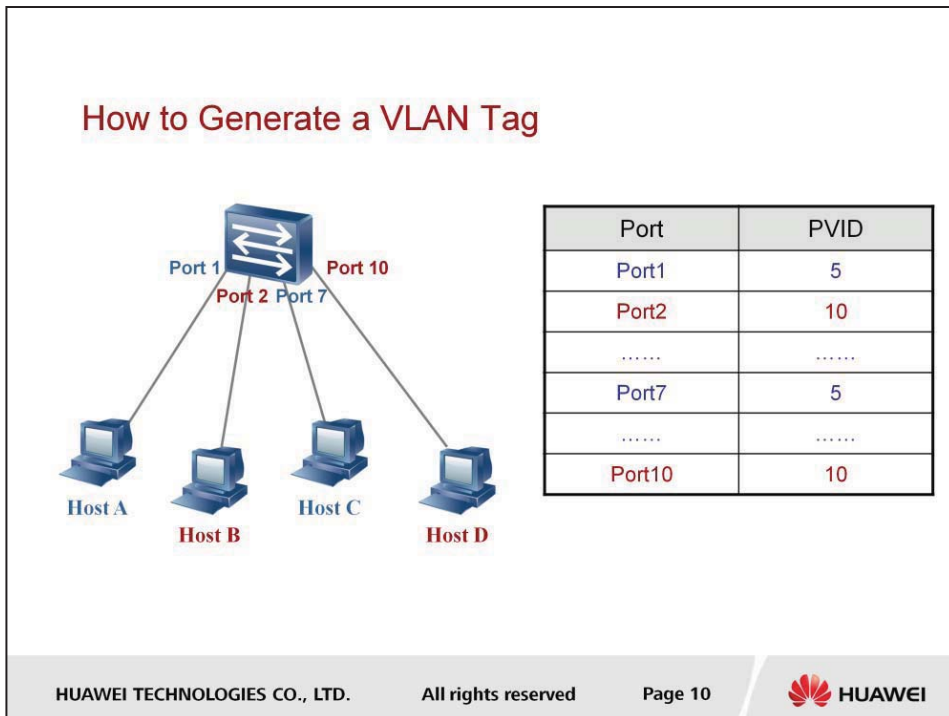 How to Generate a VLAN Tag
Port 1
Port 10
Port 2 Port 7
Host A
Host B
Host C
Host D
Port PVID
Port1 5
Port2 10
...... ......
Port7 5
...... ......
Port10 10
HUAWEI TECHNOLOGIES CO., LTD. All rights reserved Page 10 HUAWEI